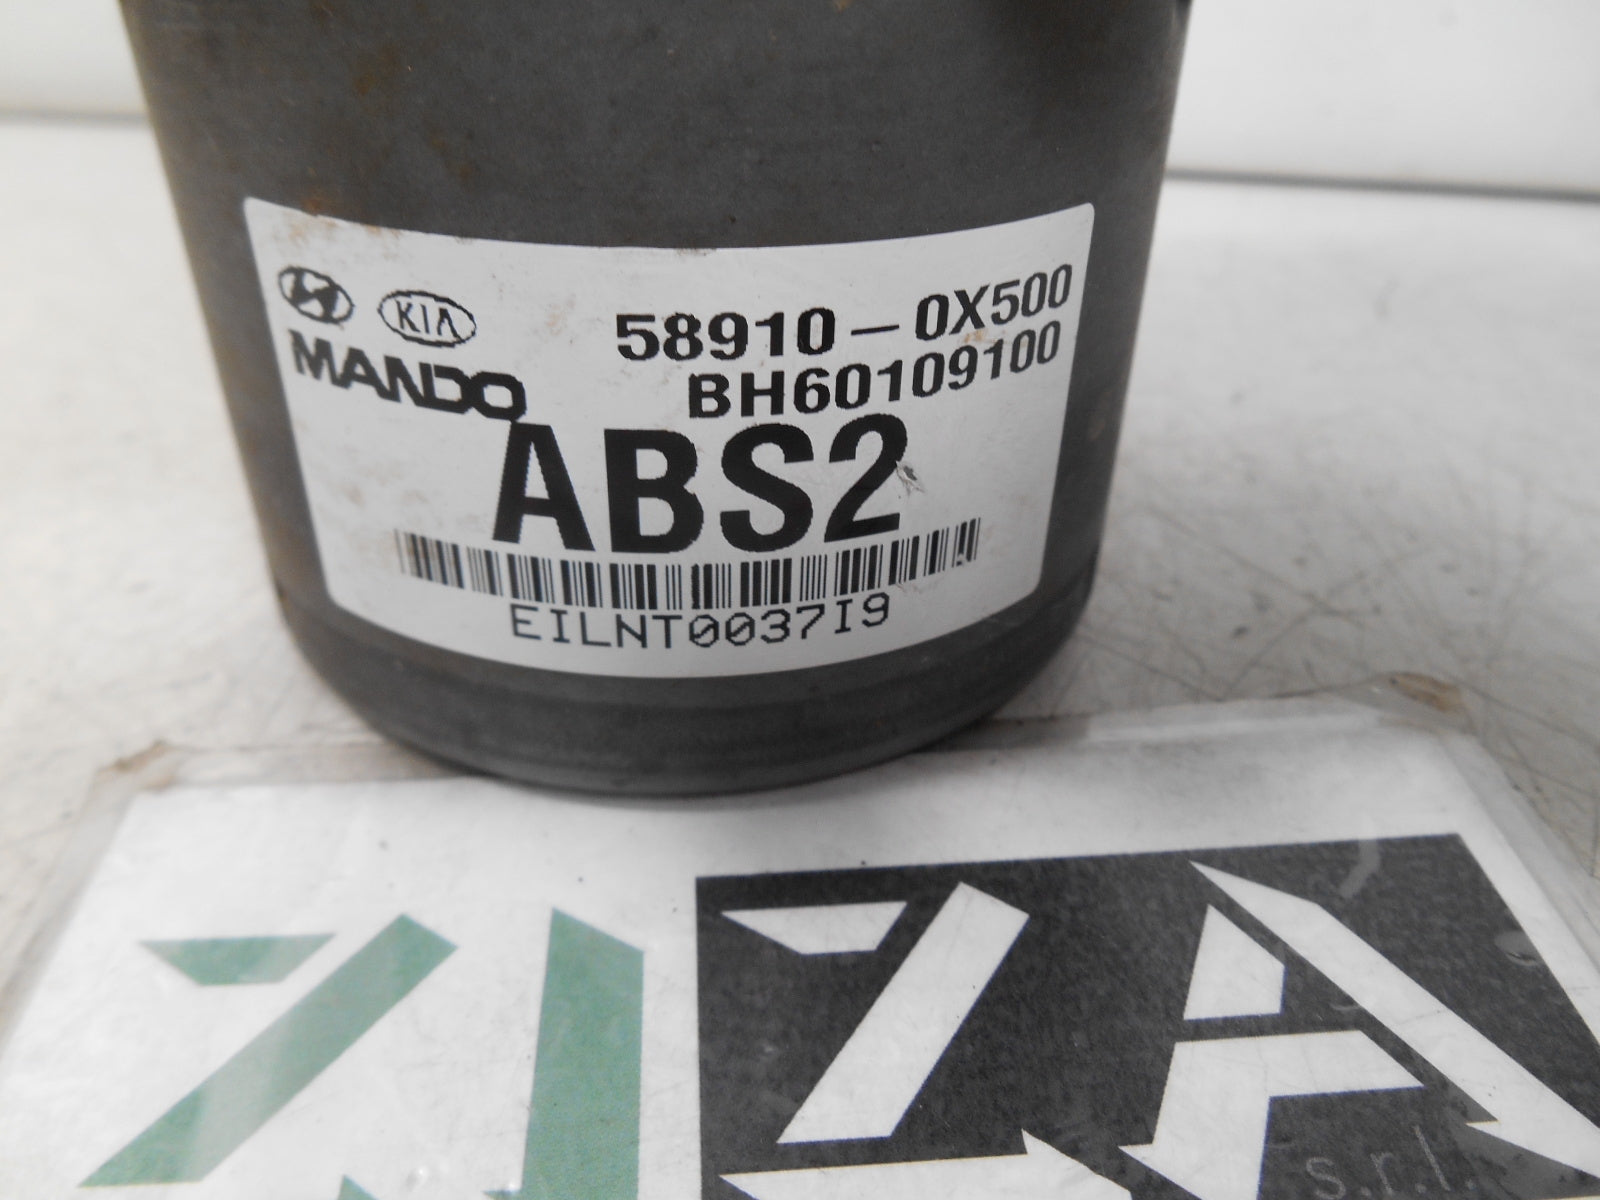 KIA
MANDO
58910-0X500
BH60109100
ABS2
EILNT0037I9
s.r.l.